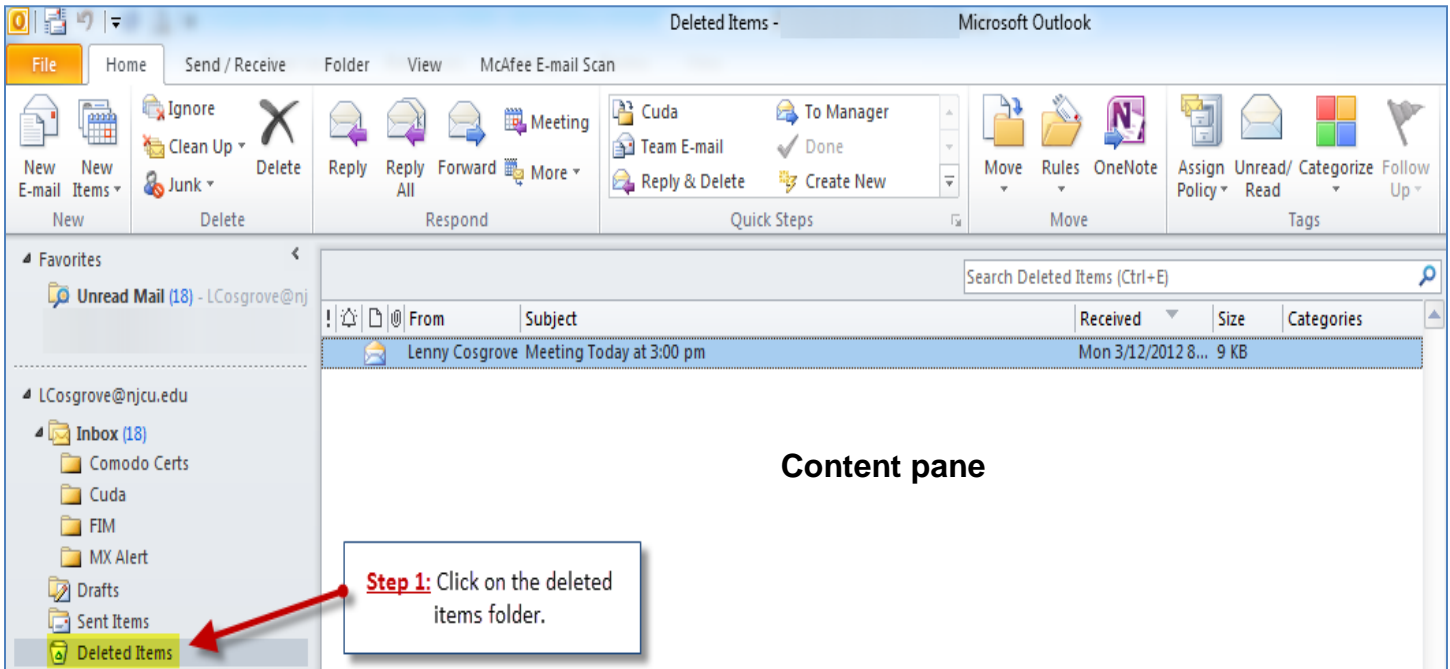 Deleted Items - Microsoft Outlook
File Home Send / Receive Folder View McAfee E-mail Scan
New E-mail
New Items
Ignore
Clean Up
Junk
Delete
Reply
Reply All
Forward
Meeting
More
Cuda
To Manager
Team E-mail
Done
Reply & Delete
Create New
Move
Rules
OneNote
Assign Policy
Unread/ Read
Categorize
Follow Up
New Delete Respond Quick Steps Move Tags
Favorites
Unread Mail (18) - LCosgrove@nj
Search Deleted Items (Ctrl+E)
! From Subject Received Size Categories
Lenny Cosgrove Meeting Today at 3:00 pm Mon 3/12/2012 8... 9 KB
LCosgrove@njcu.edu
Inbox (18)
Comodo Certs
Cuda
FIM
MX Alert
Drafts
Sent Items
Deleted Items
Content pane
Step 1: Click on the deleted
items folder.